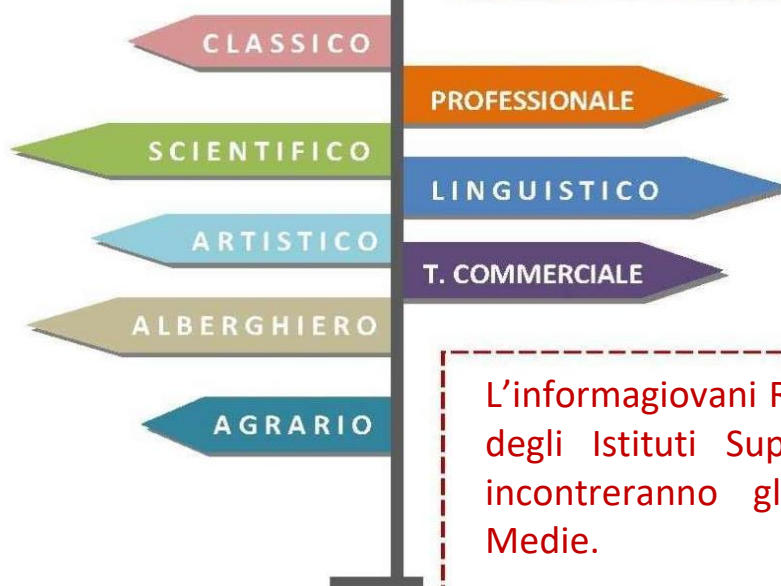 CLASSICO
PROFESSIONALE
SCIENTIFICO
LINGUISTICO
ARTISTICO
T. COMMERCIALE
ALBERGHIERO
AGRARIO
L'informagiovani
degli Istituti
incontreranno
Medie.